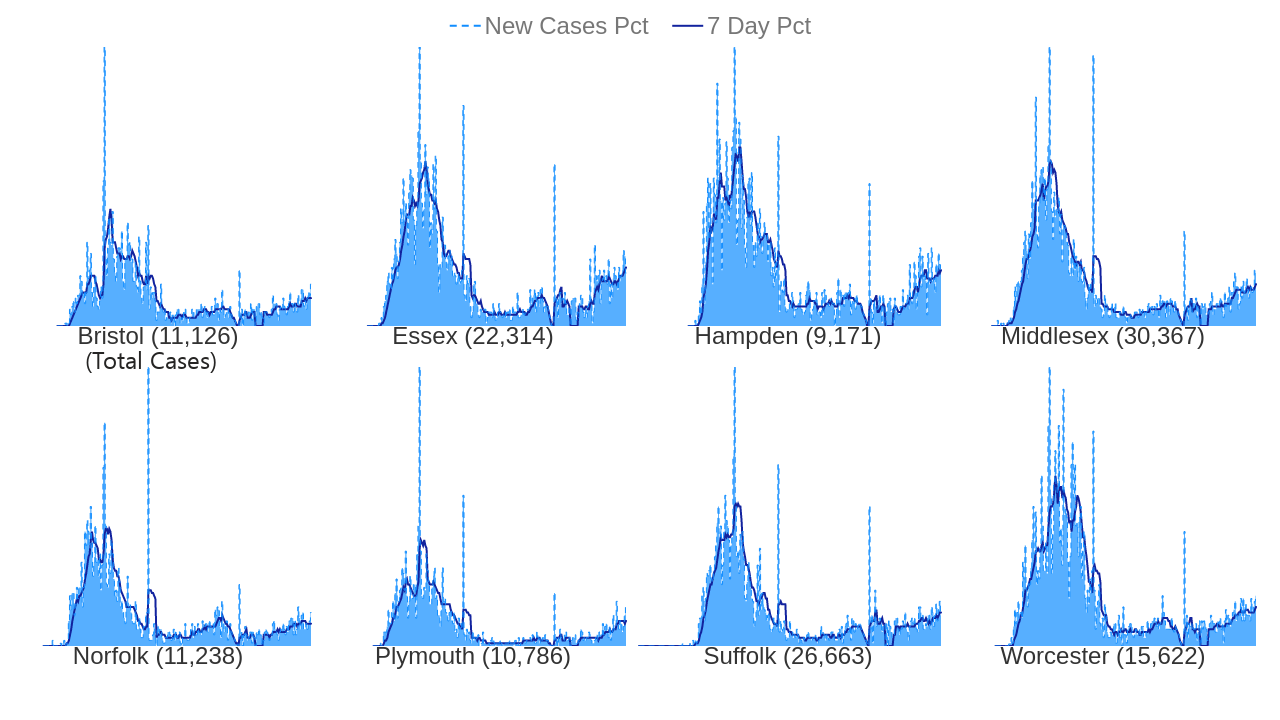 New Cases Pct 7 Day Pct
Bristol (11,126) Essex (22,314) Hampden (9,171) Middlesex (30,367)
(Total Cases)
Norfolk (11,238) Plymouth (10,786) Suffolk (26,663) Worcester (15,622)